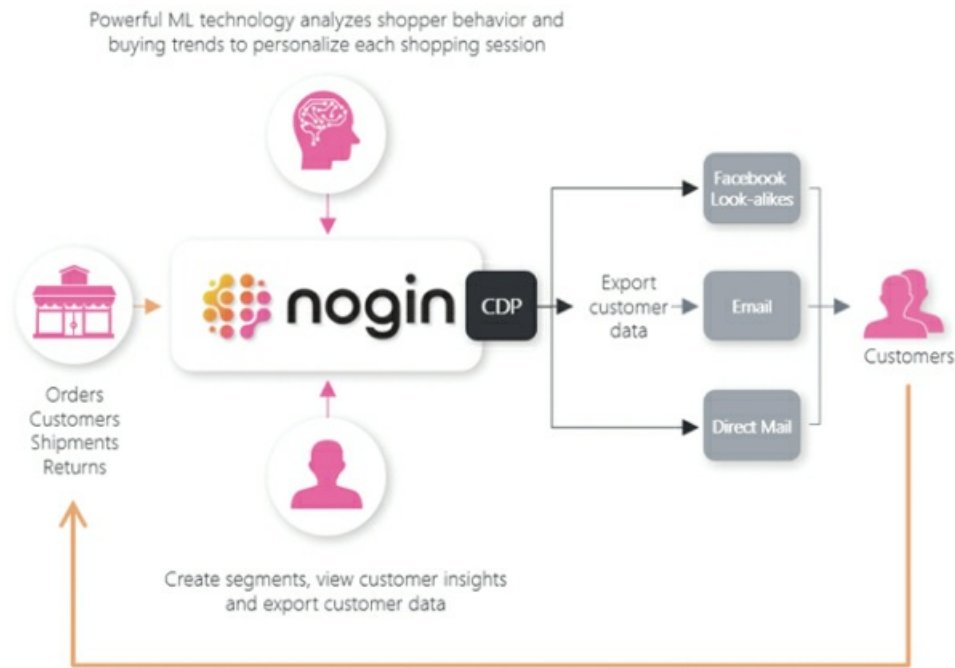 Powerful ML technology analyzes shopper behavior and
buying trends to personalize each shopping session
Orders
Customers
Shipments
Returns
nogin
CDP
Create segments, view customer insights
and export customer data
Export
customer
data
Facebook
Look-alikes
Email
Direct Mail
Customers